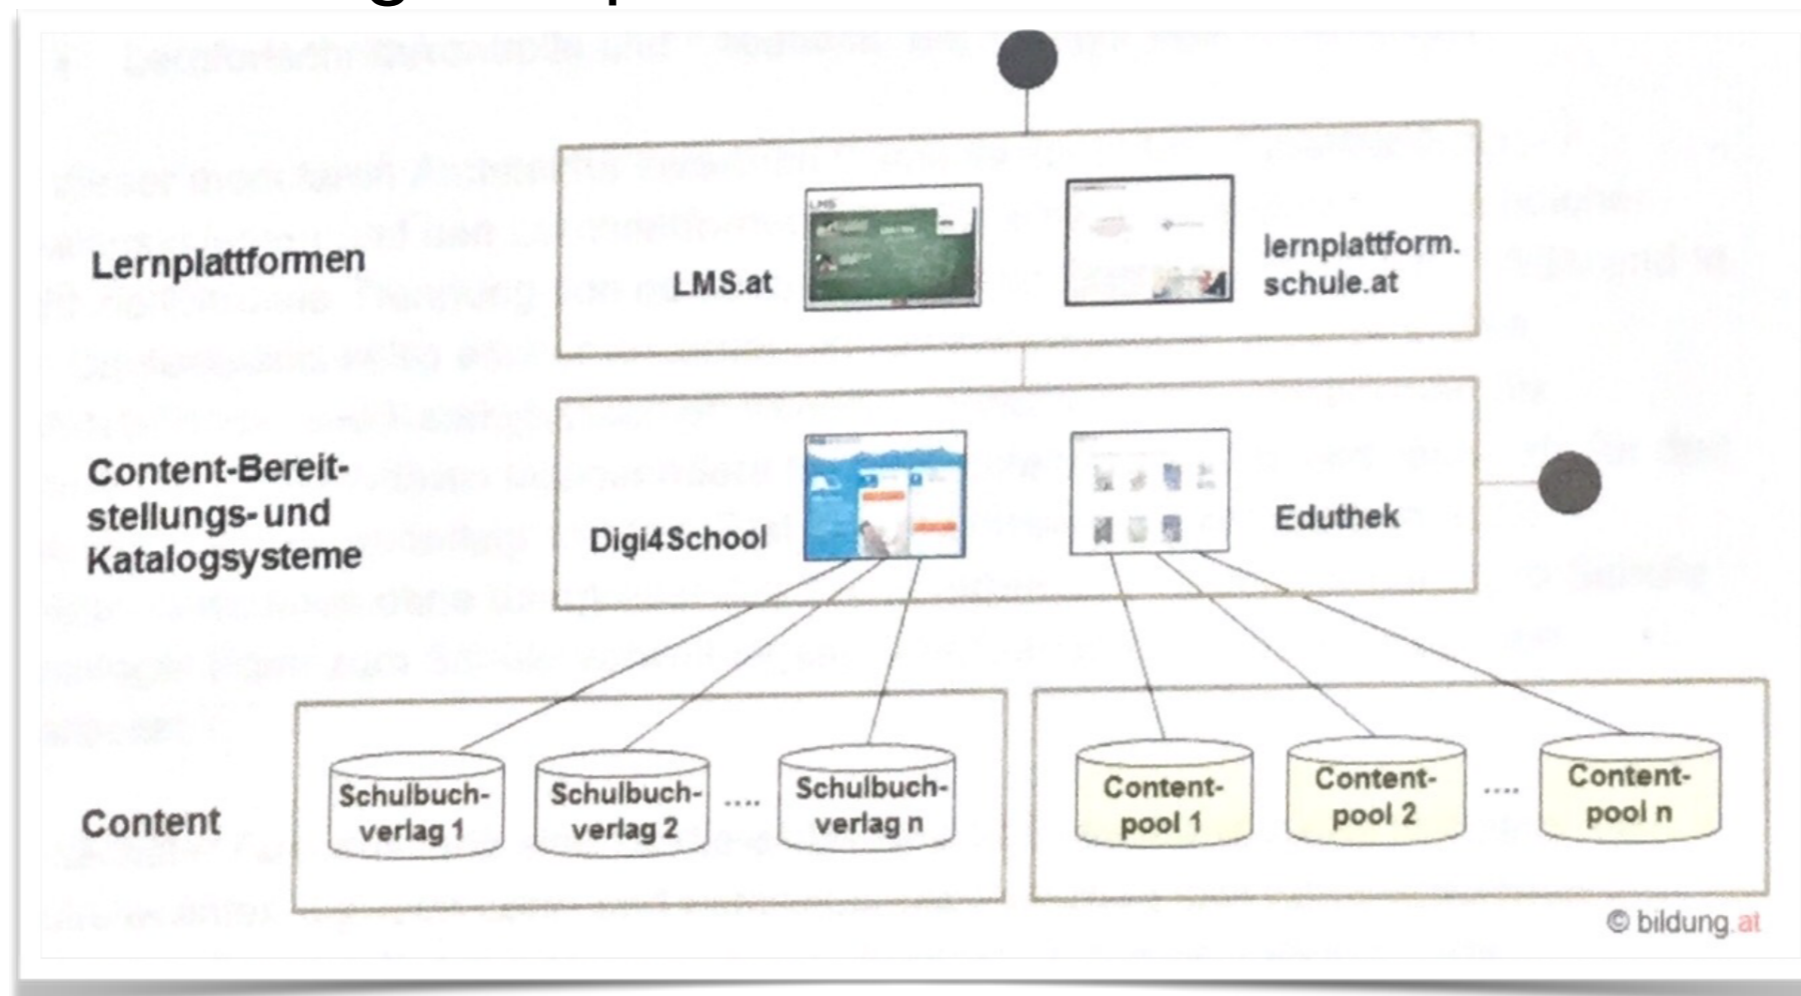 Lernplattformen
LMS.at
lernplattform.
schule.at
Content-Bereit-
stellungs- und
Katalogsysteme
Digi4School
Eduthek
Content
Schulbuch-
verlag 1
Schulbuch-
verlag 2
....
Schulbuch-
verlag n
Content-
pool 1
Content-
pool 2
....
Content-
pool n
© bildung.at